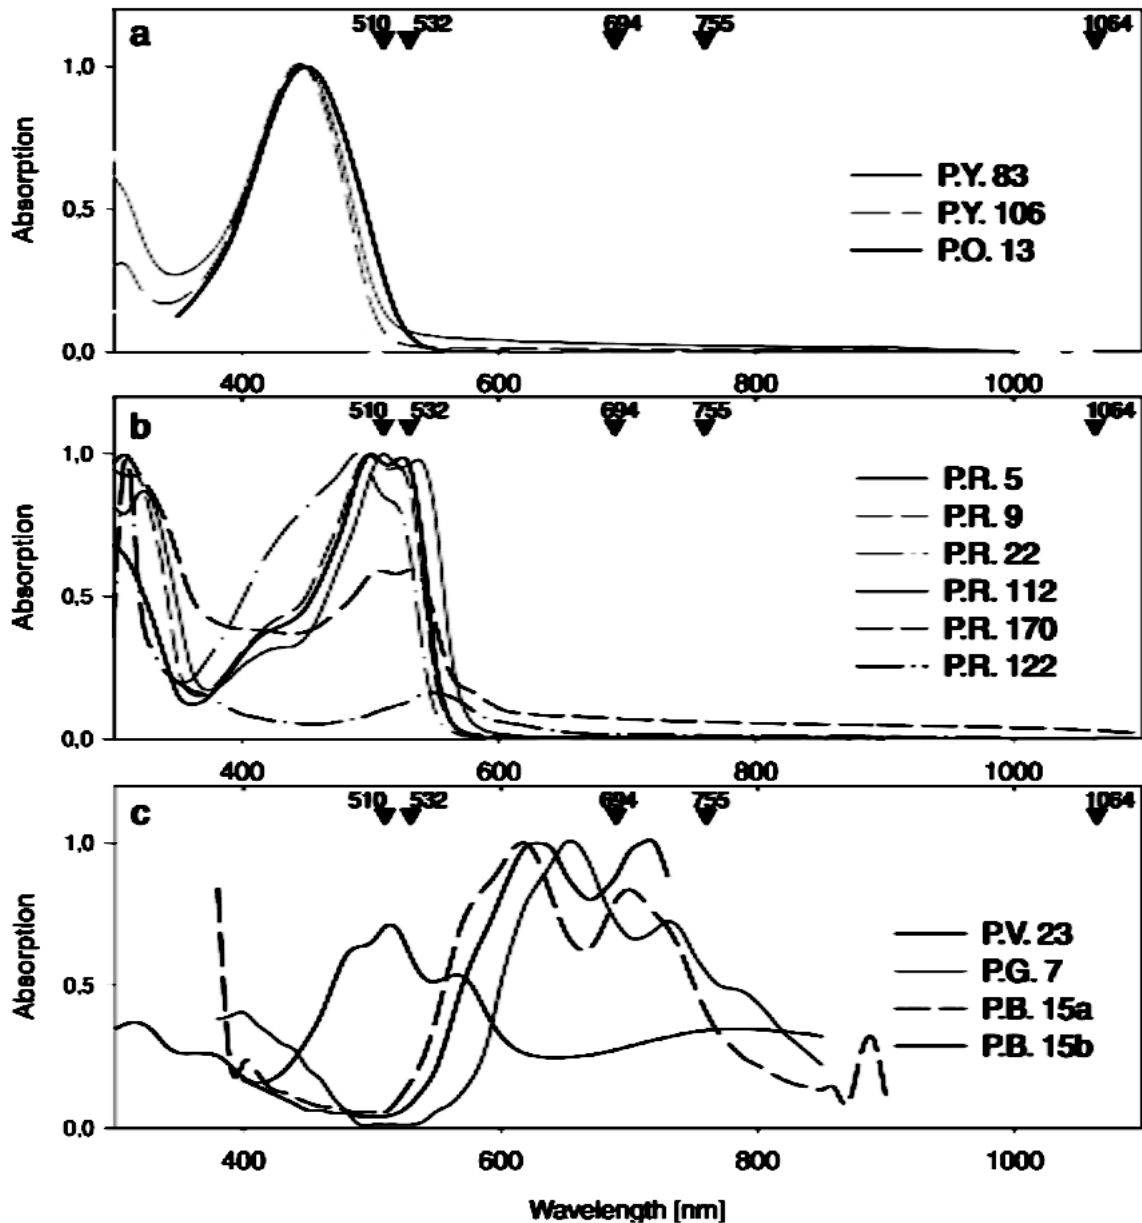 a
510 532 694 755 1064
1,0
0.5
0.0
Absorption
P.Y. 83
P.Y. 106
P.O. 13
400 600 800 1000
b
510 532 694 755 1064
1,0
0.5
0.0
Absorption
P.R. 5
P.R. 9
P.R. 22
P.R. 112
P.R. 170
P.R. 122
400 600 800 1000
c
510 532 694 755 1064
1,0
0.5
0.0
Absorption
P.V. 23
P.G. 7
P.B. 15a
P.B. 15b
400 600 800 1000
Wavelength [nm]